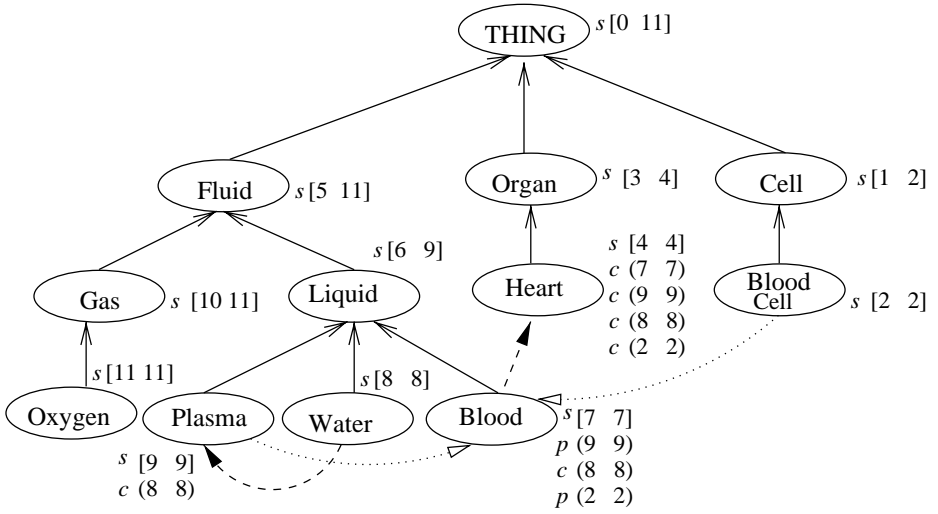 THING s [0 11]
Fluid s [5 11]
Organ s [3 4]
Cell s [1 2]
Gas s [10 11]
Liquid s [6 9]
Heart s [4 4]
c (7 7)
c (9 9)
c (8 8)
c (2 2)
Blood
Cell s [2 2]
Oxygen s [11 11]
Plasma
s [9 9]
c (8 8)
Water s [8 8]
Blood s [7 7]
p (9 9)
c (8 8)
p (2 2)